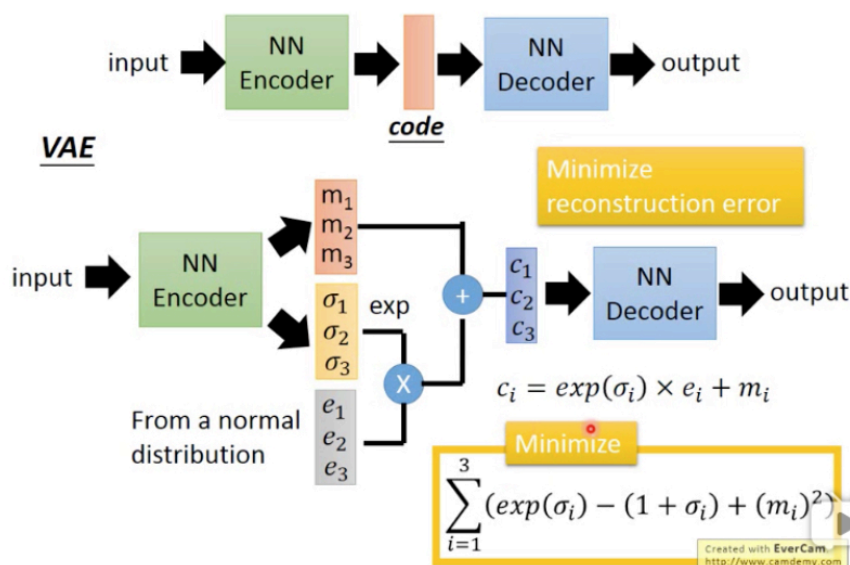 input
NN
Encoder
code
NN
Decoder
output
VAE
Minimize
reconstruction error
input
NN
Encoder
m₁
m₂
m₃
σ₁
σ₂
σ₃
exp
e₁
e₂
e₃
From a normal
distribution
X
+
c₁
c₂
c₃
NN
Decoder
output
cᵢ = exp(σᵢ) × eᵢ + mᵢ
Minimize
3
∑(exp(σᵢ) − (1 + σᵢ) + (mᵢ)²)
i=1
Created with EverCam.
http://www.camdemy.com